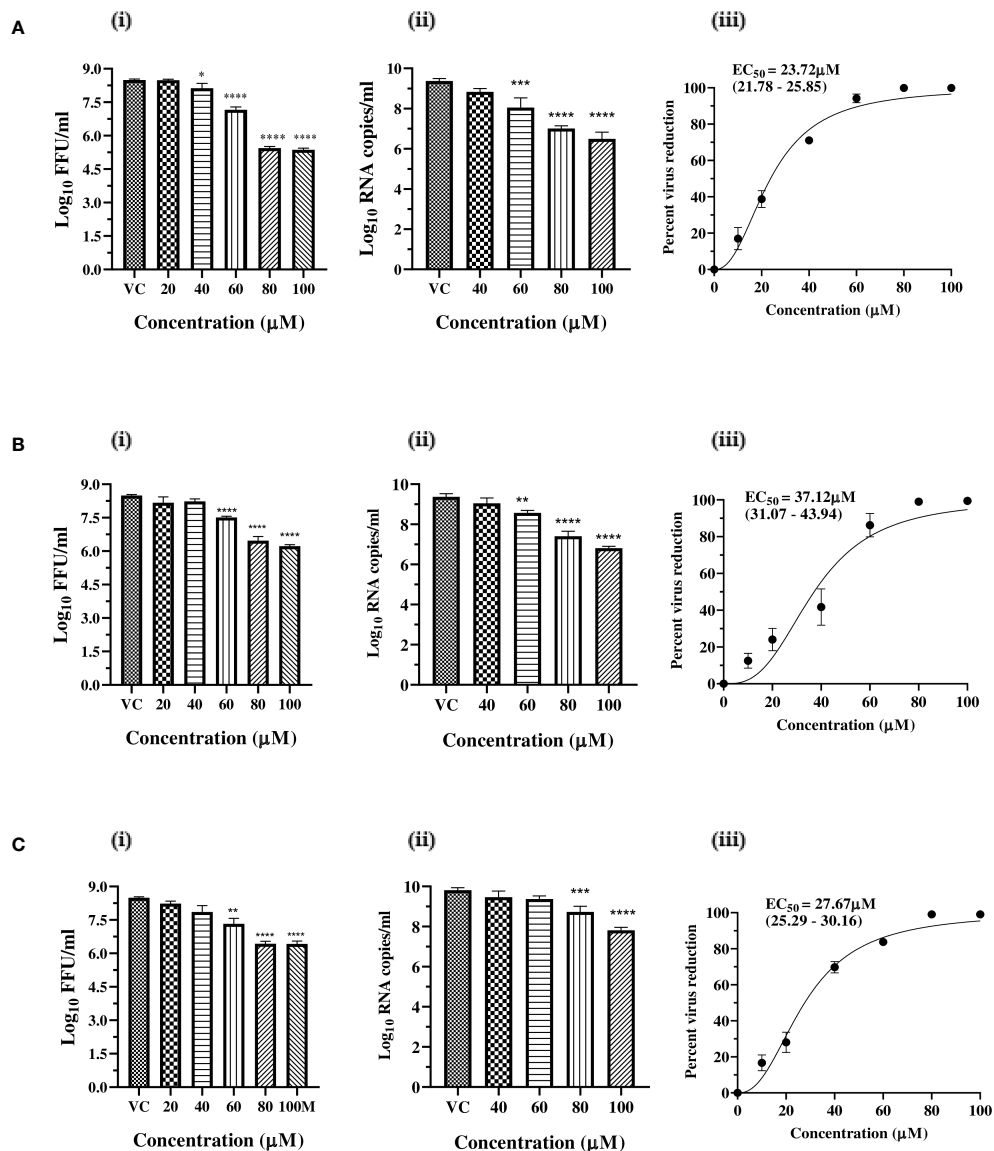 A
(i)
(ii)
(iii)
Log10 FFU/ml
9.0
7.5
6.0
4.5
3.0
1.5
0.0
*
****
****
****
VC 20 40 60 80 100
Concentration (μM)
Log10 RNA copies/ml
10
8
6
4
2
0
***
****
****
VC 40 60 80 100
Concentration (μM)
EC50 = 23.72μM
(21.78 - 25.85)
Percent virus reduction
100
80
60
40
20
0
0 20 40 60 80 100
Concentration (μM)
B
(i)
(ii)
(iii)
Log10 FFU/ml
9.0
7.5
6.0
4.5
3.0
1.5
0.0
****
****
****
VC 20 40 60 80 100
Concentration (μM)
Log10 RNA copies/ml
10
8
6
4
2
0
**
****
****
VC 40 60 80 100
Concentration (μM)
EC50 = 37.12μM
(31.07 - 43.94)
Percent virus reduction
100
80
60
40
20
0
0 20 40 60 80 100
Concentration (μM)
C
(i)
(ii)
(iii)
Log10 FFU/ml
9.0
7.5
6.0
4.5
3.0
1.5
0.0
**
****
****
VC 20 40 60 80 100M
Concentration (μM)
Log10 RNA copies/ml
10
8
6
4
2
0
***
****
VC 40 60 80 100
Concentration (μM)
EC50 = 27.67μM
(25.29 - 30.16)
Percent virus reduction
100
80
60
40
20
0
0 20 40 60 80 100
Concentration (μM)